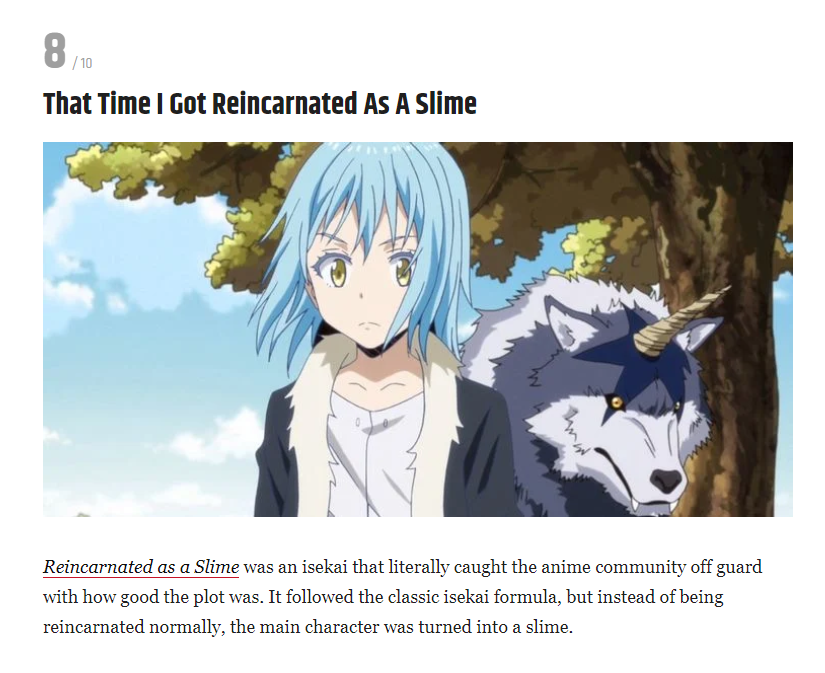 8 / 10
That Time I Got Reincarnated As A Slime
Reincarnated as a Slime was an isekai that literally caught the anime community off guard
with how good the plot was. It followed the classic isekai formula, but instead of being
reincarnated normally, the main character was turned into a slime.